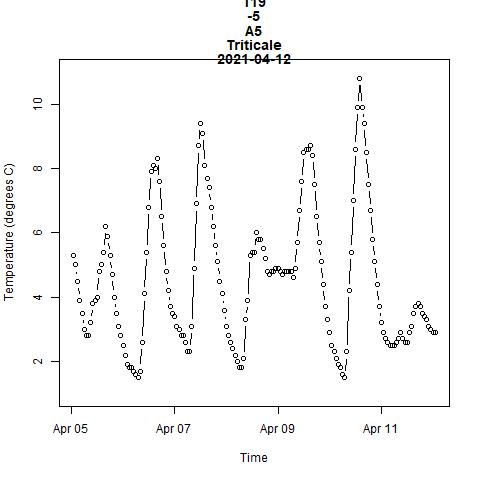 T19
-5
A5
Triticale
2021-04-12
Temperature (degrees C)
10
8
6
4
2
Apr 05
Apr 07
Apr 09
Apr 11
Time